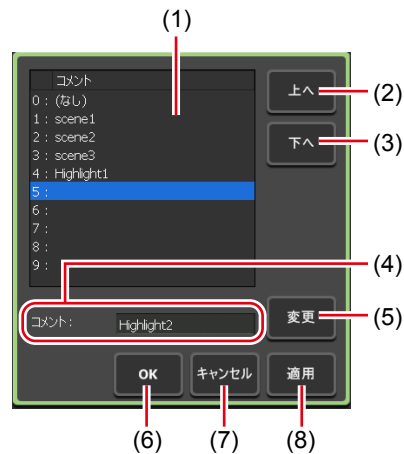 (1)
コメント
0 : (なし)
1 : scene1
2 : scene2
3 : scene3
4 : Highlight1
5 :
6 :
7 :
8 :
9 :
上へ
(2)
下へ
(3)
(4)
コメント:
Highlight2
変更
(5)
OK
キャンセル
適用
(6)
(7)
(8)